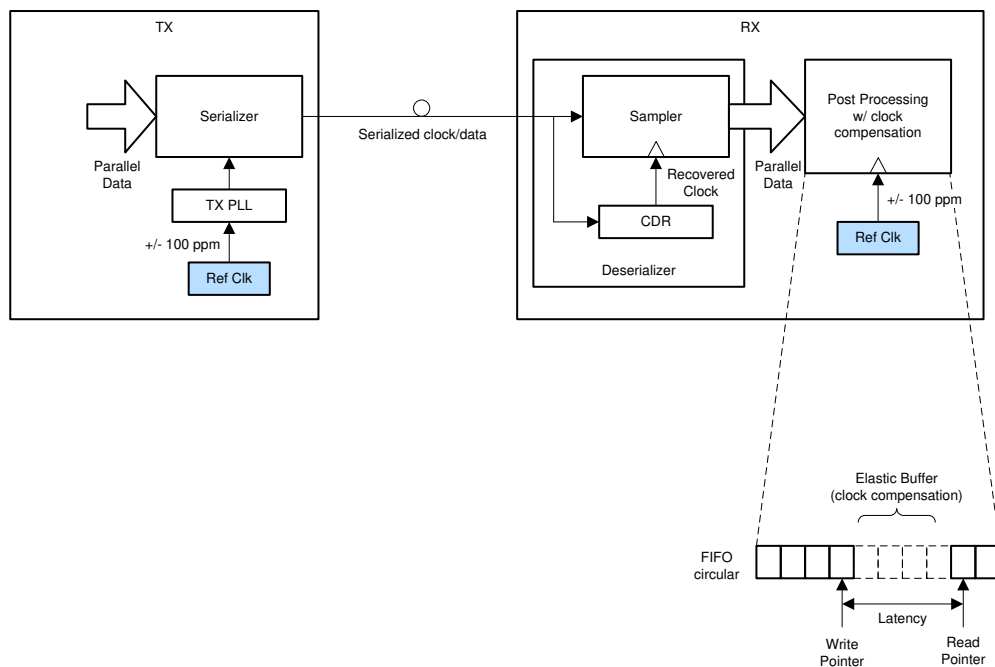 TX
RX
Serializer
Parallel
Data
TX PLL
+/- 100 ppm
Ref Clk
Serialized clock/data
Sampler
Recovered
Clock
CDR
Deserializer
Parallel
Data
Post Processing
w/ clock
compensation
+/- 100 ppm
Ref Clk
Elastic Buffer
(clock compensation)
FIFO
circular
Latency
Write
Pointer
Read
Pointer